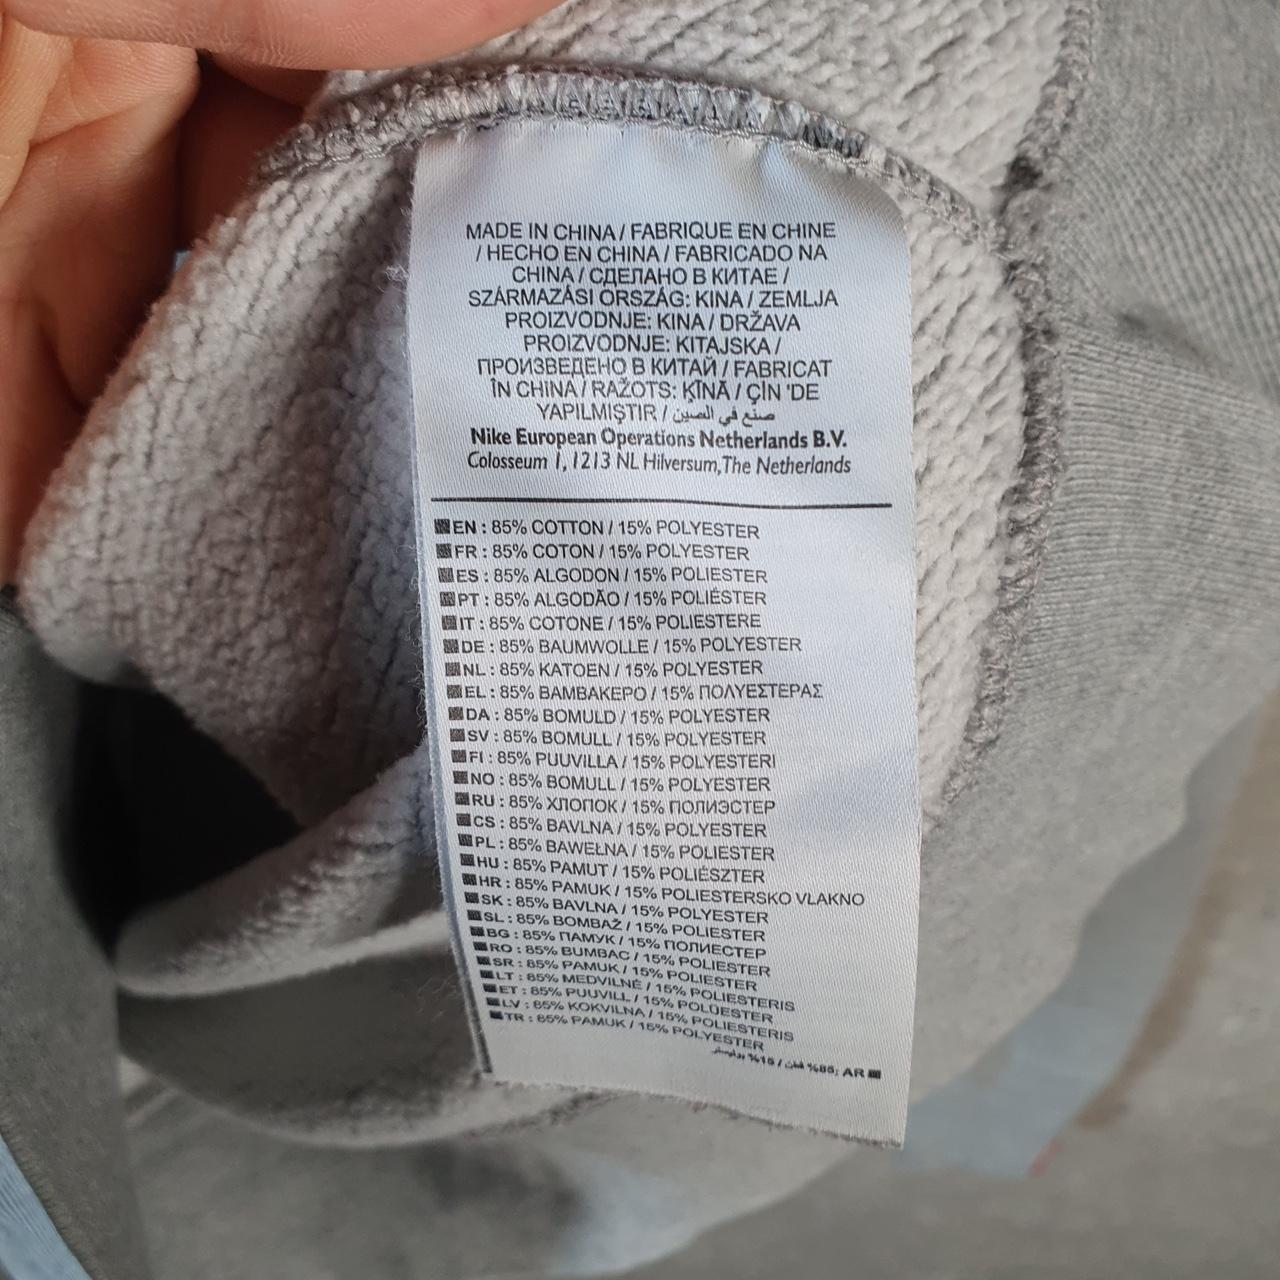 MADE IN CHINA / FABRIQUE EN CHINE
/ HECHO EN CHINA / FABRICADO NA
CHINA / СДЕЛАНО В КИТАЕ /
SZÁRMAZÁSI ORSZÁG: KINA / ZEMLJA
PROIZVODNJE: KINA / DRŽAVA
PROIZVODNJE: KITAJSKA /
ПРОИЗВЕДЕНО В КИТАЙ / FABRICAT
ÎN CHINA / RAŽOTS: ĶĪNĀ / ÇİN 'DE
YAPILMIŞTIR / صنع في الصين
Nike European Operations Netherlands B.V.
Colosseum 1, 1213 NL Hilversum, The Netherlands
EN : 85% COTTON / 15% POLYESTER
FR : 85% COTON / 15% POLYESTER
ES : 85% ALGODON / 15% POLIESTER
PT : 85% ALGODÃO / 15% POLIÉSTER
IT : 85% COTONE / 15% POLIESTERE
DE : 85% BAUMWOLLE / 15% POLYESTER
NL : 85% KATOEN / 15% POLYESTER
EL : 85% ΒΑΜΒΑΚΕΡΟ / 15% ΠΟΛΥΕΣΤΕΡΑΣ
DA : 85% BOMULD / 15% POLYESTER
SV : 85% BOMULL / 15% POLYESTER
FI : 85% PUUVILLA / 15% POLYESTERI
NO : 85% BOMULL / 15% POLYESTER
RU : 85% ХЛОПОК / 15% ПОЛИЭСТЕР
CS : 85% BAVLNA / 15% POLYESTER
PL : 85% BAWEŁNA / 15% POLIESTER
HU : 85% PAMUT / 15% POLIÉSZTER
HR : 85% PAMUK / 15% POLIESTERSKO VLAKNO
SK : 85% BAVLNA / 15% POLYESTER
SL : 85% BOMBAŽ / 15% POLIESTER
BG : 85% ПАМУК / 15% ПОЛИЕСТЕР
RO : 85% BUMBAC / 15% POLIESTER
SR : 85% PAMUK / 15% POLIESTER
LT : 85% MEDVILNĖ / 15% POLIESTERIS
ET : 85% PUUVILL / 15% POLÜESTER
LV : 85% KOKVILNA / 15% POLIESTERIS
TR : 85% PAMUK / 15% POLYESTER
AR :85% قطن / 15% بوليستر